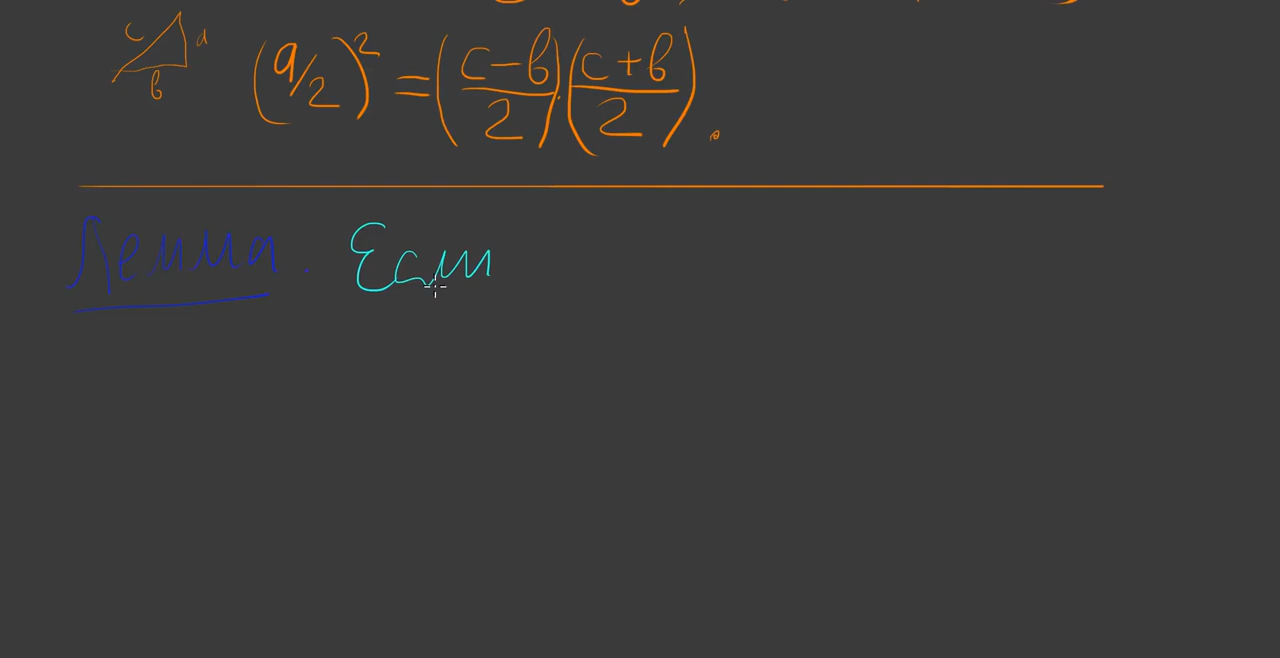 c a
b
(a/2)² = ((c-b)/2)·((c+b)/2).
Лемма. Если